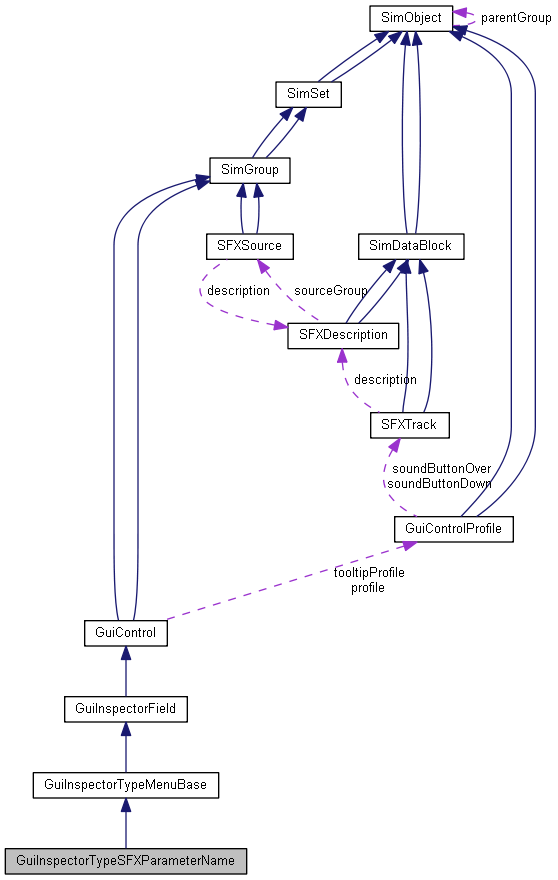 SimObject
parentGroup
SimSet
SimGroup
SFXSource
SimDataBlock
description
sourceGroup
SFXDescription
description
SFXTrack
soundButtonOver
soundButtonDown
GuiControlProfile
tooltipProfile
profile
GuiControl
GuiInspectorField
GuiInspectorTypeMenuBase
GuiInspectorTypeSFXParameterName